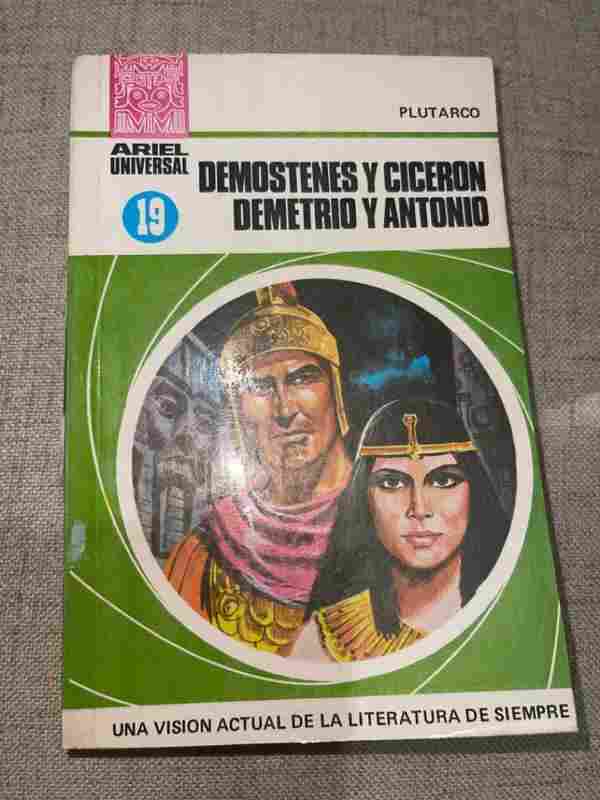 PLUTARCO
ARIEL
UNIVERSAL
19
DEMOSTENES Y CICERON
DEMETRIO Y ANTONIO
UNA VISION ACTUAL DE LA LITERATURA DE SIEMPRE